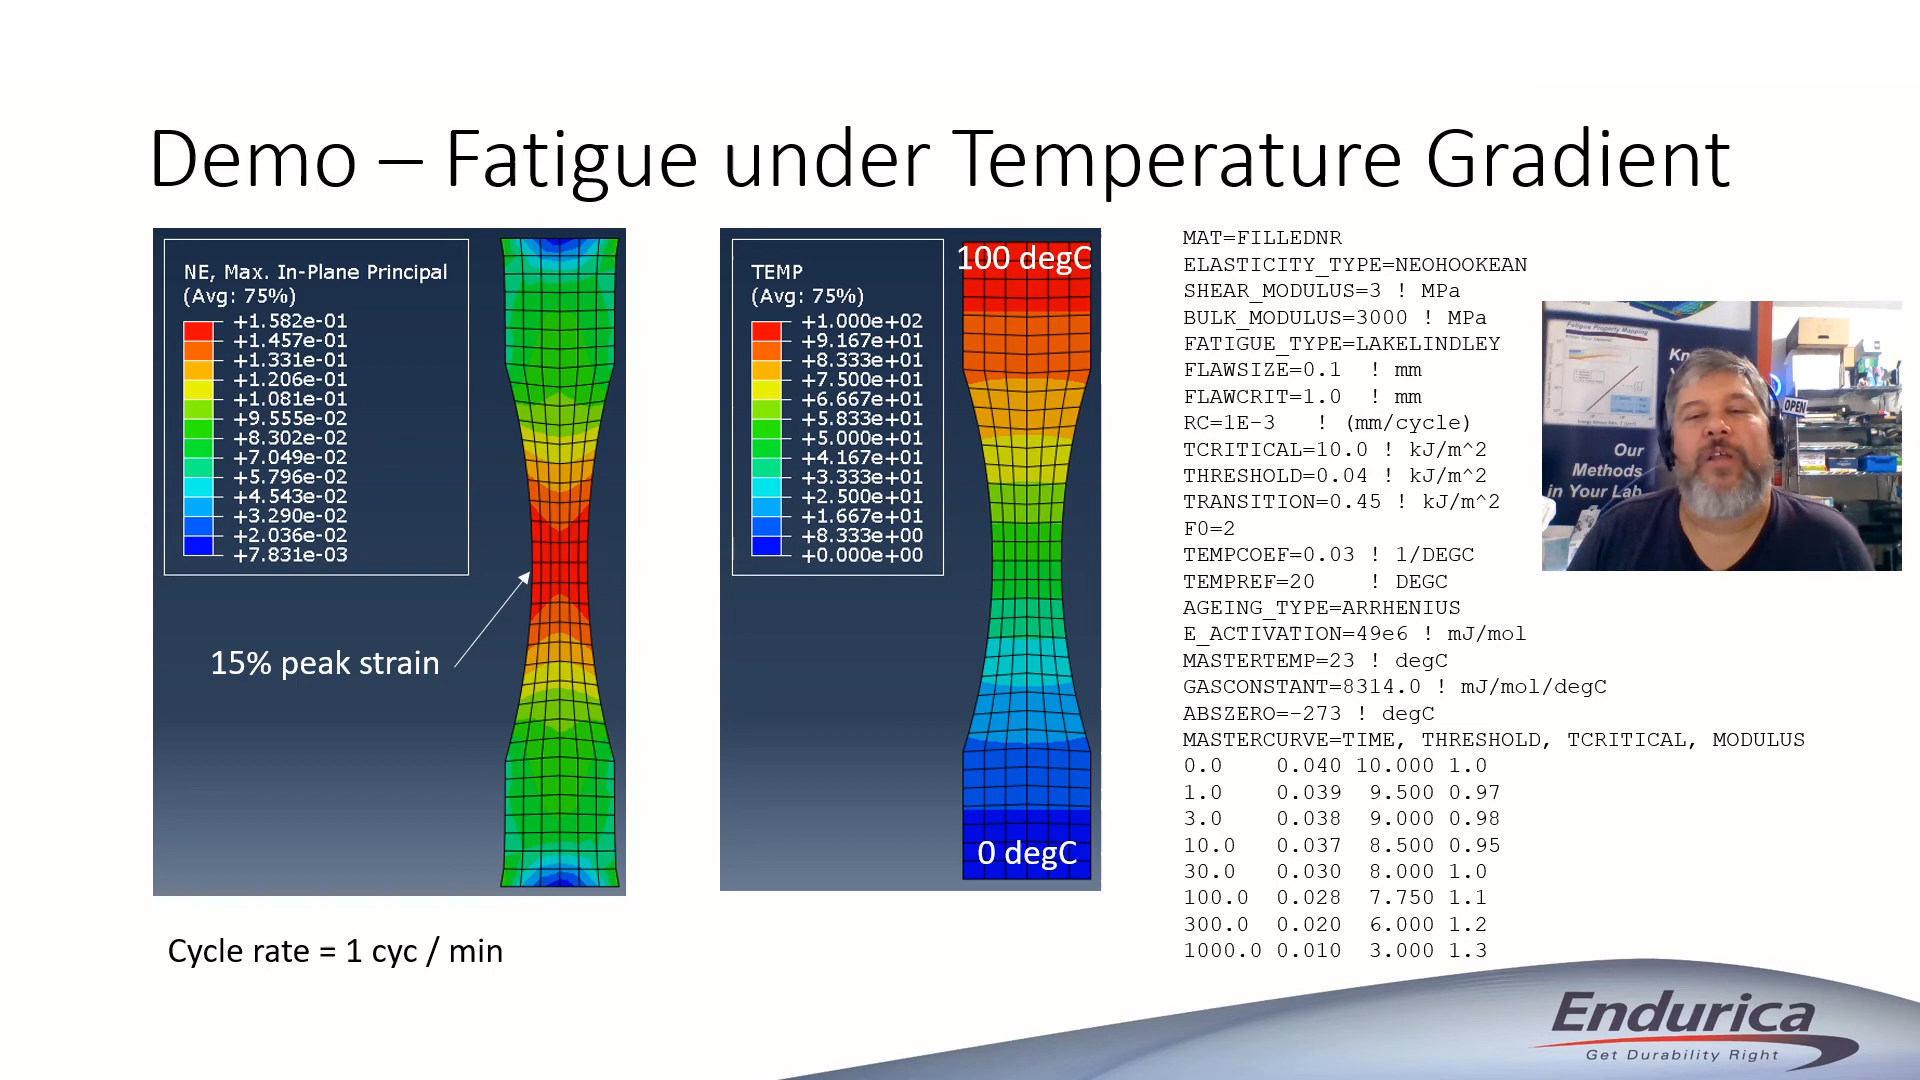 Demo – Fatigue under Temperature Gradient
NE, Max. In-Plane Principal
(Avg: 75%)
+1.582e-01
+1.457e-01
+1.331e-01
+1.206e-01
+1.081e-01
+9.555e-02
+8.302e-02
+7.049e-02
+5.796e-02
+4.543e-02
+3.290e-02
+2.036e-02
+7.831e-03
15% peak strain
Cycle rate = 1 cyc / min
TEMP
(Avg: 75%)
+1.000e+02
+9.167e+01
+8.333e+01
+7.500e+01
+6.667e+01
+5.833e+01
+5.000e+01
+4.167e+01
+3.333e+01
+2.500e+01
+1.667e+01
+8.333e+00
+0.000e+00
100 degC
0 degC
MAT=FILLEDNR
ELASTICITY_TYPE=NEOHOOKEAN
SHEAR_MODULUS=3 ! MPa
BULK_MODULUS=3000 ! MPa
FATIGUE_TYPE=LAKELINDLEY
FLAWSIZE=0.1 ! mm
FLAWCRIT=1.0 ! mm
RC=1E-3 ! (mm/cycle)
TCRITICAL=10.0 ! kJ/m^2
THRESHOLD=0.04 ! kJ/m^2
TRANSITION=0.45 ! kJ/m^2
F0=2
TEMPCOEF=0.03 ! 1/DEGC
TEMPREF=20 ! DEGC
AGEING_TYPE=ARRHENIUS
E_ACTIVATION=49e6 ! mJ/mol
MASTERTEMP=23 ! degC
GASCONSTANT=8314.0 ! mJ/mol/degC
ABSZERO=-273 ! degC
MASTERCURVE=TIME, THRESHOLD, TCRITICAL, MODULUS
0.0 0.040 10.000 1.0
1.0 0.039 9.500 0.97
3.0 0.038 9.000 0.98
10.0 0.037 8.500 0.95
30.0 0.030 8.000 1.0
100.0 0.028 7.750 1.1
300.0 0.020 6.000 1.2
1000.0 0.010 3.000 1.3
Fatigue Property Mapping
OPEN
Our
Methods
in Your Lab
Endurica
Get Durability Right